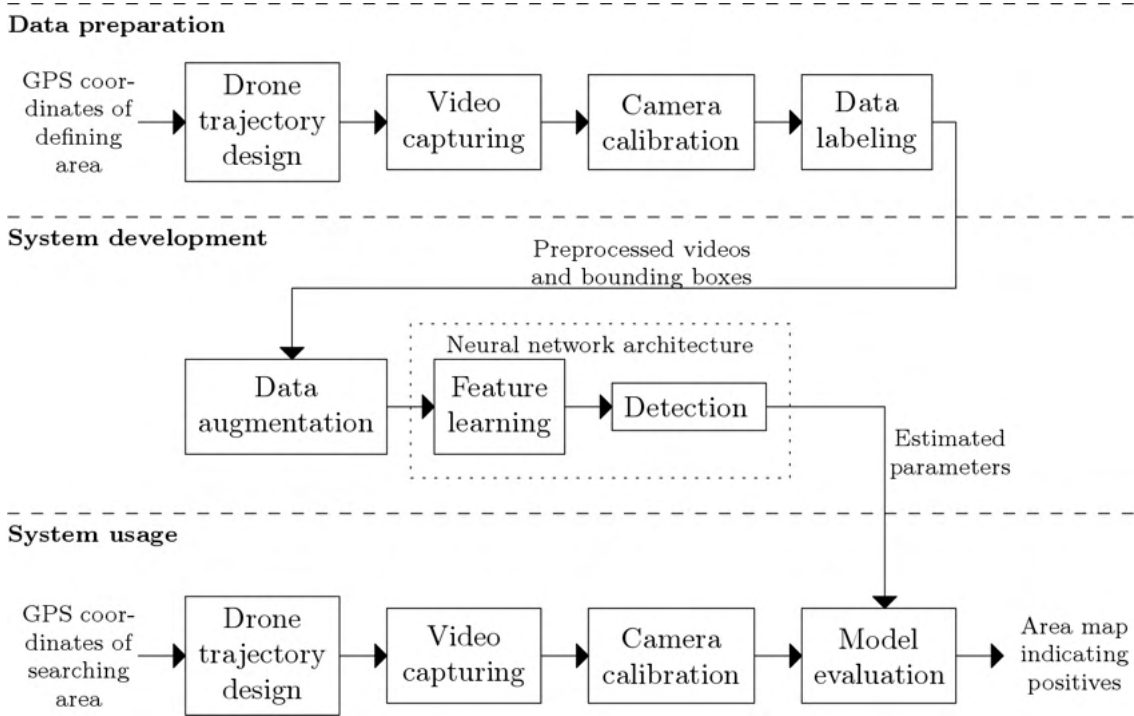 Data preparation
GPS coor-
dinates of
defining
area
Drone
trajectory
design
Video
capturing
Camera
calibration
Data
labeling
System development
Preprocessed videos
and bounding boxes
Neural network architecture
Data
augmentation
Feature
learning
Detection
Estimated
parameters
System usage
GPS coor-
dinates of
searching
area
Drone
trajectory
design
Video
capturing
Camera
calibration
Model
evaluation
Area map
indicating
positives